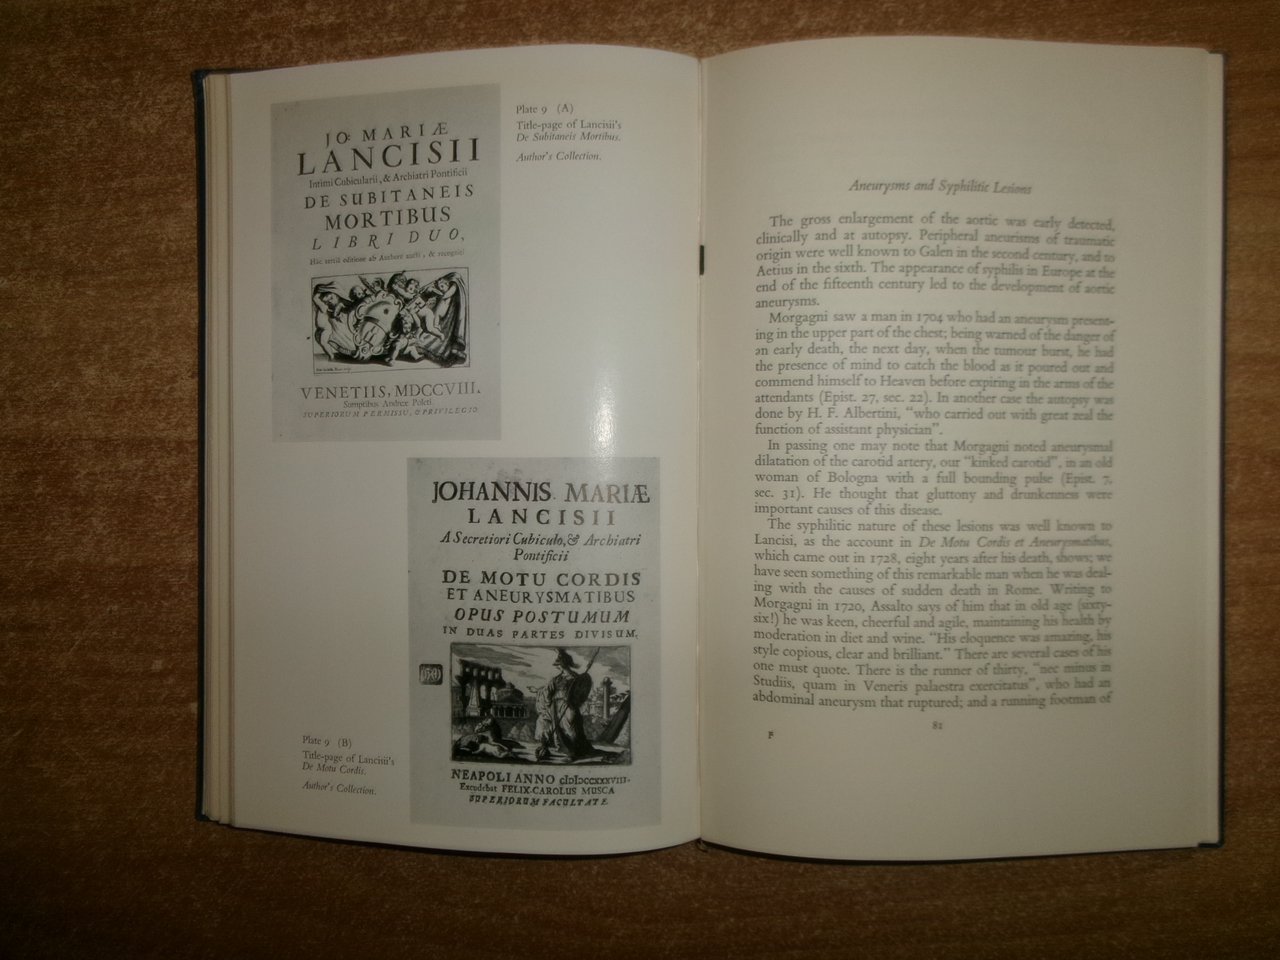 JO. MARIÆ
LANCISII
Intimi Cubicularii, & Archiatri Pontificii
DE SUBITANEIS
MORTIBUS
LIBRI DUO,
Hac tertia editione ab Authore aucti, & recogniti
VENETIIS, MDCCVIII.
Sumptibus Andreæ Poleti.
SUPERIORUM PERMISSU, & PRIVILEGIO
Plate 9 (A)
Title-page of Lancisii's
De Subitaneis Mortibus.
Author's Collection.
JOHANNIS MARIÆ
LANCISII
A Secretiori Cubiculo, & Archiatri
Pontificii
DE MOTU CORDIS
ET ANEURYSMATIBUS
OPUS POSTUMUM
IN DUAS PARTES DIVISUM.
NEAPOLI ANNO
Excudebat FELIX-CAROLUS MUSCA
SUPERIORUM FACULTATE.
Plate 9 (B)
Title-page of Lancisii's
De Motu Cordis.
Author's Collection.
Aneurysms and Syphilitic Lesions
The gross enlargement of the aortic was early detected,
clinically and at autopsy. Peripheral aneurisms of traumatic
origin were well known to Galen in the second century, and to
Aetius in the sixth. The appearance of syphilis in Europe at the
end of the fifteenth century led to the development of aortic
aneurysms.
Morgagni saw a man in 1704 who had an aneurysm present-
ing in the upper part of the chest; being warned of the danger of
an early death, the next day, when the tumour burst, he had
the presence of mind to catch the blood as it poured out and
commend himself to Heaven before expiring in the arms of the
attendants (Epist. 27, sec. 22). In another case the autopsy was
done by H. F. Albertini, "who carried out with great zeal the
function of assistant physician".
In passing one may note that Morgagni noted aneurysmal
dilatation of the carotid artery, our "kinked carotid", in an old
woman of Bologna with a full bounding pulse (Epist. 7,
sec. 31). He thought that gluttony and drunkenness were
important causes of this disease.
The syphilitic nature of these lesions was well known to
Lancisi, as the account in De Motu Cordis et Aneurysmatibus,
which came out in 1728, eight years after his death, shows; we
have seen something of this remarkable man when he was deal-
ing with the causes of sudden death in Rome. Writing to
Morgagni in 1720, Assalto says of him that in old age (sixty-
six!) he was keen, cheerful and agile, maintaining his health by
moderation in diet and wine. "His eloquence was amazing, his
style copious, clear and brilliant." There are several cases of his
one must quote. There is the runner of thirty, "nec minus in
Studiis, quam in Veneris palaestra exercitatus", who had an
abdominal aneurysm that ruptured; and a running footman of
F
81